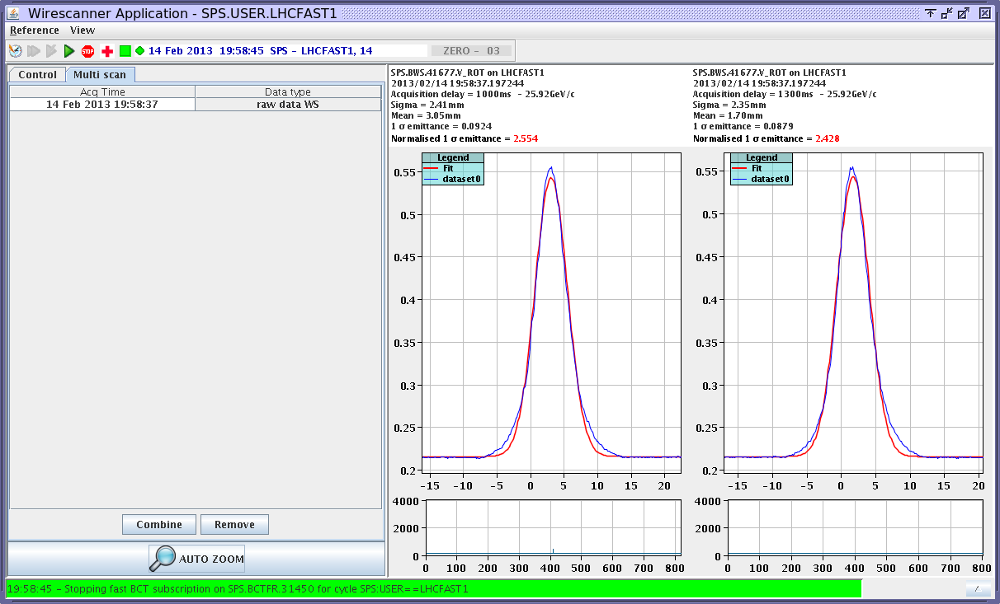 Wirescanner Application - SPS.USER.LHCFAST1
Reference View
STOP 14 Feb 2013 19:58:45 SPS - LHCFAST1, 14 ZERO - 03
Control Multi scan
Acq Time Data type
14 Feb 2013 19:58:37 raw data WS
Combine Remove
AUTO ZOOM
SPS.BWS.41677.V_ROT on LHCFAST1
2013/02/14 19:58:37.197244
Acquisition delay = 1000ms - 25.92GeV/c
Sigma = 2.41mm
Mean = 3.05mm
1 σ emittance = 0.0924
Normalised 1 σ emittance = 2.554
Legend
Fit
dataset0
0.55
0.5
0.45
0.4
0.35
0.3
0.25
0.2
-15 -10 -5 0 5 10 15 20
4000
2000
0
0 100 200 300 400 500 600 700 800
SPS.BWS.41677.V_ROT on LHCFAST1
2013/02/14 19:58:37.197244
Acquisition delay = 1300ms - 25.92GeV/c
Sigma = 2.35mm
Mean = 1.70mm
1 σ emittance = 0.0879
Normalised 1 σ emittance = 2.428
Legend
Fit
dataset0
0.55
0.5
0.45
0.4
0.35
0.3
0.25
0.2
-15 -10 -5 0 5 10 15 20
4000
2000
0
0 100 200 300 400 500 600 700 800
19:58:45 - Stopping fast BCT subscription on SPS.BCTFR.31450 for cycle SPS.USER==LHCFAST1